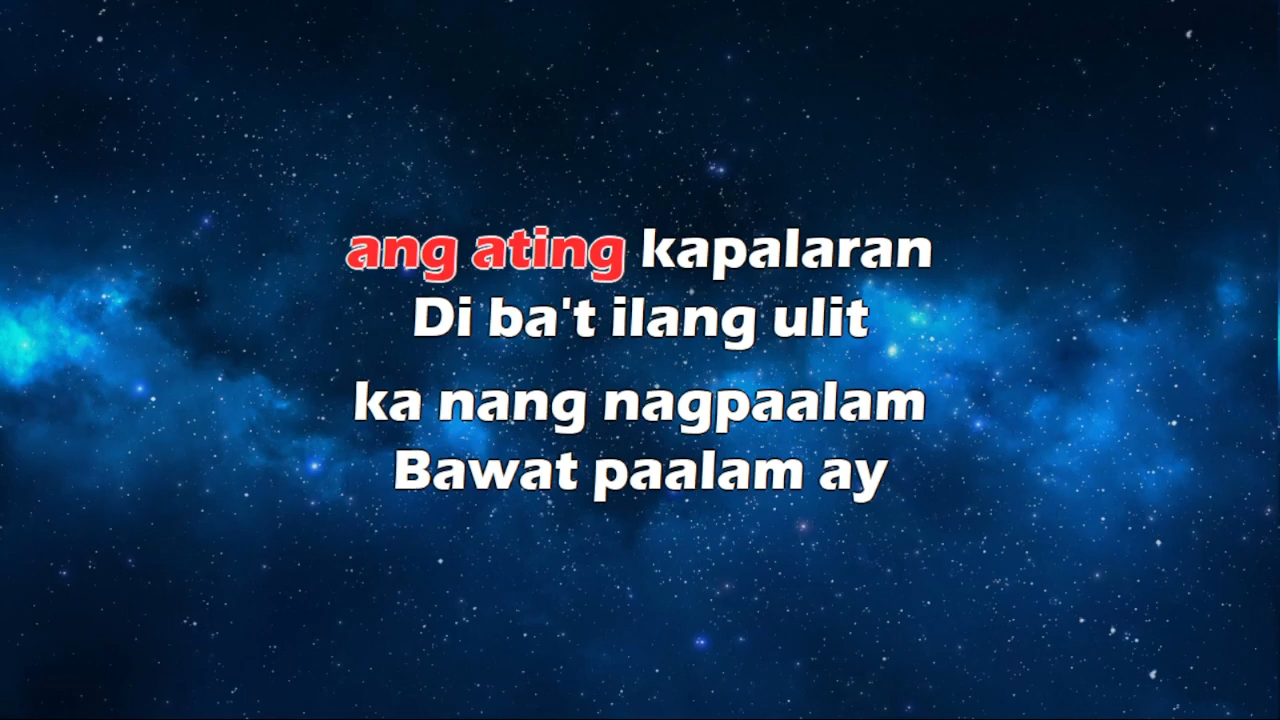 ang ating kapalaran
Di ba't ilang ulit
ka nang nagpaalam
Bawat paalam ay